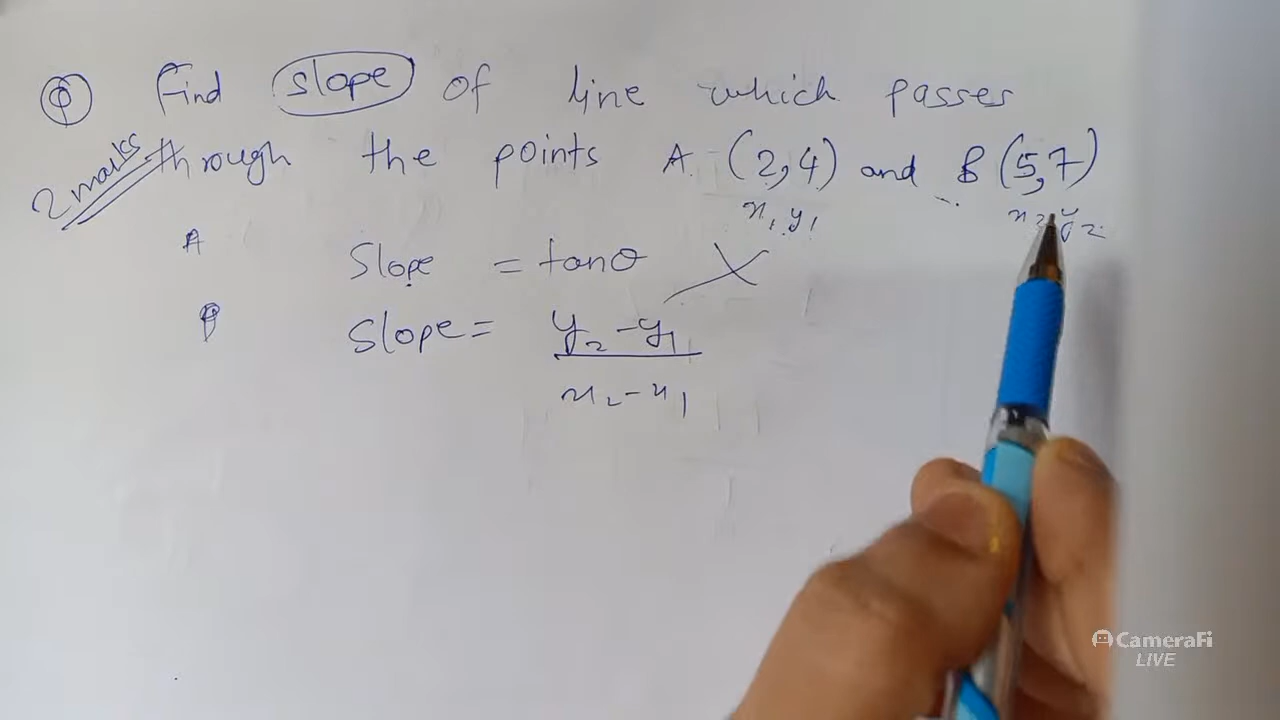 Q Find slope of line which passes
2 marks through the points A (2,4) and B (5,7)
x₁ y₁ x₂ y₂
Slope = tanθ
Slope = y₂-y₁
x₂-x₁
CameraFi
LIVE